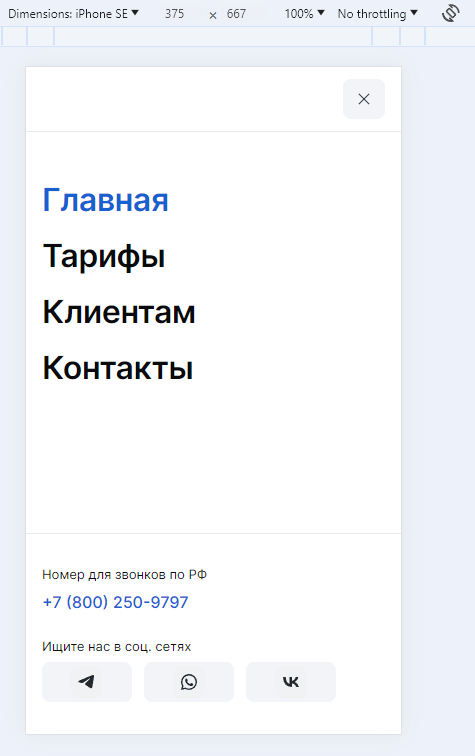 Dimensions: iPhone SE 375 × 667 100% No throttling
Главная
Тарифы
Клиентам
Контакты
Номер для звонков по РФ
+7 (800) 250-9797
Ищите нас в соц. сетях